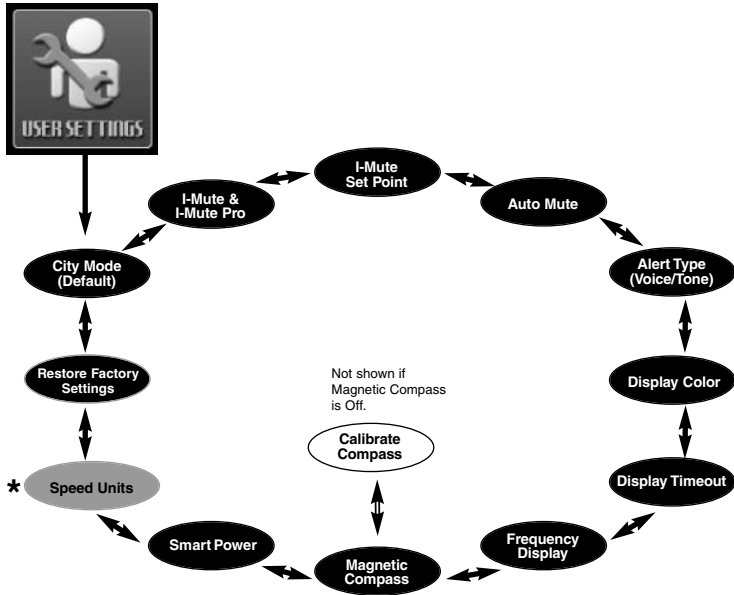 USER SETTINGS
I-Mute
Set Point
I-Mute &
I-Mute Pro
Auto Mute
City Mode
(Default)
Alert Type
(Voice/Tone)
Restore Factory
Settings
Not shown if
Magnetic Compass
is Off.
Display Color
Calibrate
Compass
* Speed Units
Display Timeout
Smart Power
Frequency
Display
Magnetic
Compass